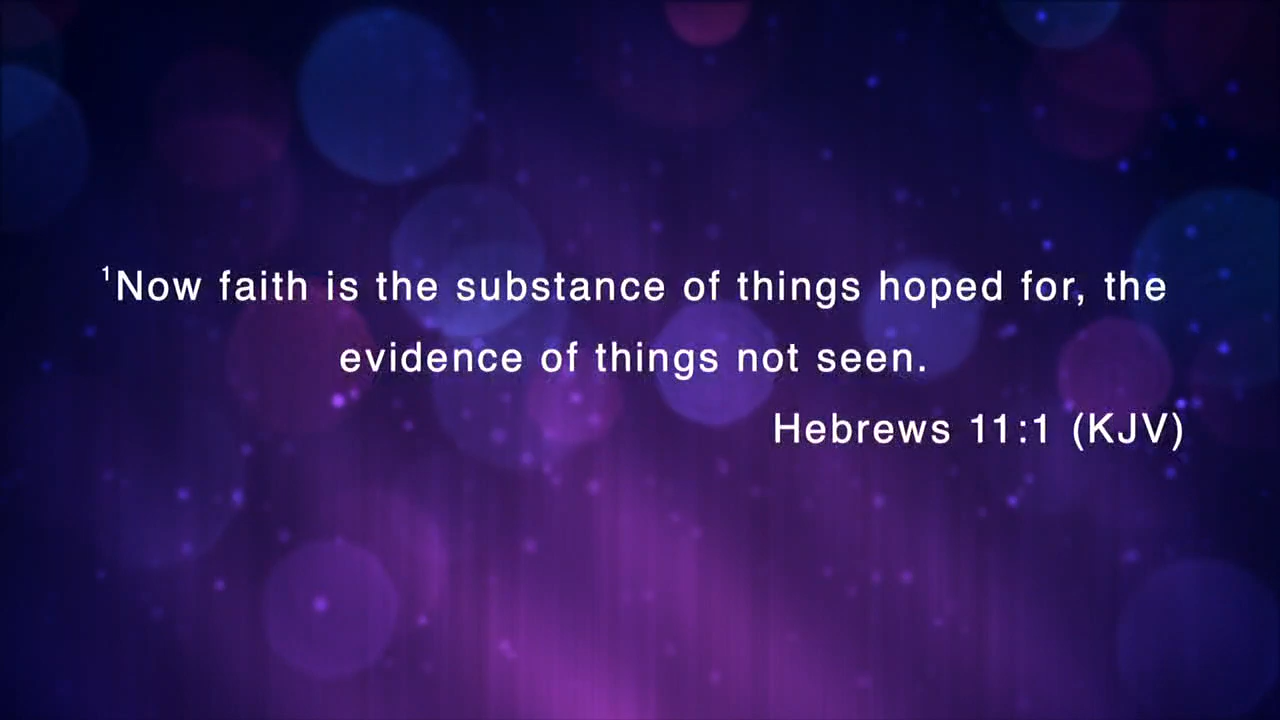 ¹Now faith is the substance of things hoped for, the
evidence of things not seen.
Hebrews 11:1 (KJV)